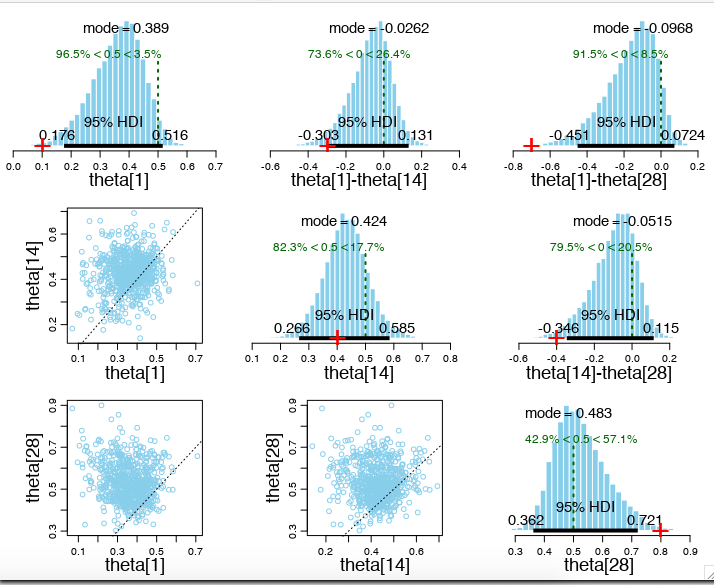 mode = 0.389
96.5% < 0.5 < 3.5%
95% HDI
0.176 0.516
0.0 0.1 0.2 0.3 0.4 0.5 0.6 0.7
theta[1]
mode = -0.0262
73.6% < 0 < 26.4%
95% HDI
-0.303 0.131
-0.6 -0.4 -0.2 0.0 0.2 0.4
theta[1]-theta[14]
mode = -0.0968
91.5% < 0 < 8.5%
95% HDI
-0.451 0.0724
-0.8 -0.6 -0.4 -0.2 0.0 0.2
theta[1]-theta[28]
theta[14]
0.6
0.4
0.2
0.1 0.3 0.5 0.7
theta[1]
mode = 0.424
82.3% < 0.5 < 17.7%
95% HDI
0.266 0.585
0.1 0.2 0.3 0.4 0.5 0.6 0.7 0.8
theta[14]
mode = -0.0515
79.5% < 0 < 20.5%
95% HDI
-0.346 0.115
-0.6 -0.4 -0.2 0.0 0.2
theta[14]-theta[28]
theta[28]
0.9
0.7
0.5
0.3
0.1 0.3 0.5 0.7
theta[1]
theta[28]
0.9
0.7
0.5
0.3
0.2 0.4 0.6
theta[14]
mode = 0.483
42.9% < 0.5 < 57.1%
95% HDI
0.362 0.721
0.3 0.4 0.5 0.6 0.7 0.8 0.9
theta[28]